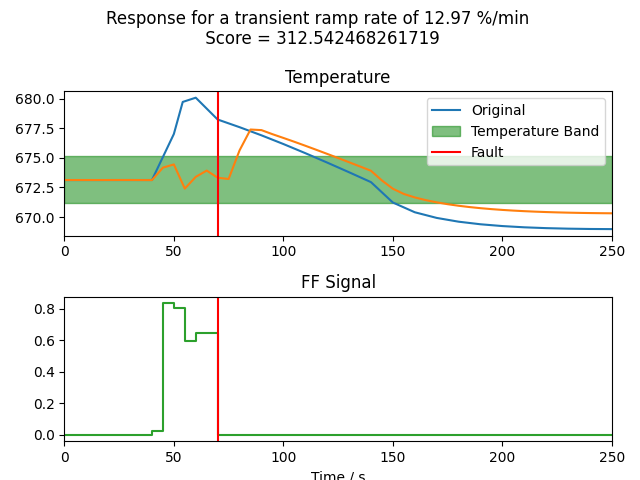 Response for a transient ramp rate of 12.97 %/min
Score = 312.542468261719
Temperature
680.0
677.5
675.0
672.5
670.0
Original
Temperature Band
Fault
0 50 100 150 200 250
FF Signal
0.8
0.6
0.4
0.2
0.0
0 50 100 150 200 250
Time / s